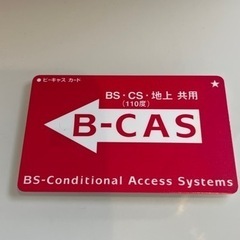 ●ビーキャス カード
★
BS・CS・地上 共用
(110度)
B-CAS
BS-Conditional Access Systems